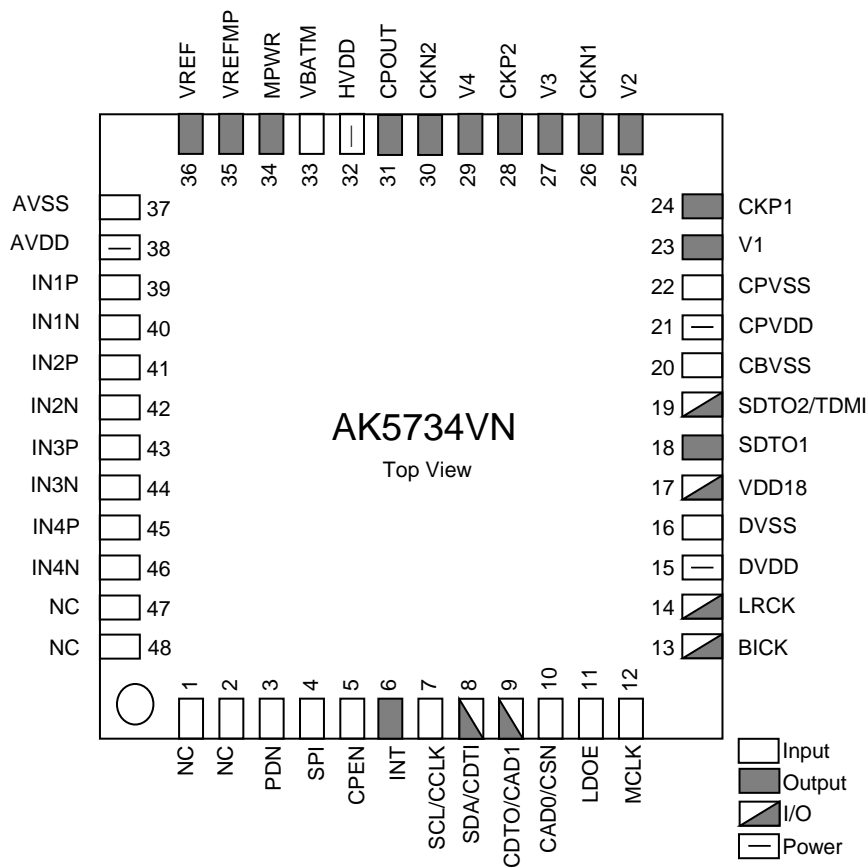 VREF
VREFMP
MPWR
VBATM
HVDD
CPOUT
CKN2
V4
CKP2
V3
CKN1
V2
36
35
34
33
32
31
30
29
28
27
26
25
AVSS 37
AVDD 38
IN1P 39
IN1N 40
IN2P 41
IN2N 42
IN3P 43
IN3N 44
IN4P 45
IN4N 46
NC 47
NC 48
AK5734VN
Top View
24 CKP1
23 V1
22 CPVSS
21 CPVDD
20 CBVSS
19 SDTO2/TDMI
18 SDTO1
17 VDD18
16 DVSS
15 DVDD
14 LRCK
13 BICK
1
2
3
4
5
6
7
8
9
10
11
12
NC
NC
PDN
SPI
CPEN
INT
SCL/CCLK
SDA/CDTI
CDTO/CAD1
CAD0/CSN
LDOE
MCLK
Input
Output
I/O
Power